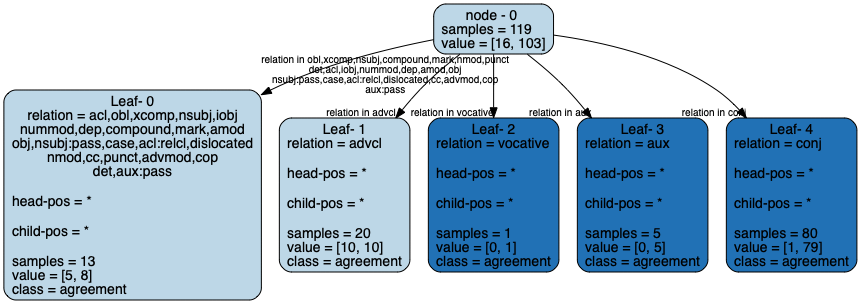 node - 0
samples = 119
value = [16, 103]
relation in obl,xcomp,nsubj,compound,mark,nmod,punct
det,acl,iobj,nummod,dep,amod,obj
nsubj:pass,case,acl:relcl,dislocated,cc,advmod,cop
aux:pass
relation in advcl
relation in vocative
relation in aux
relation in conj
Leaf- 0
relation = acl,obl,xcomp,nsubj,iobj
nummod,dep,compound,mark,amod
obj,nsubj:pass,case,acl:relcl,dislocated
nmod,cc,punct,advmod,cop
det,aux:pass
head-pos = *
child-pos = *
samples = 13
value = [5, 8]
class = agreement
Leaf- 1
relation = advcl
head-pos = *
child-pos = *
samples = 20
value = [10, 10]
class = agreement
Leaf- 2
relation = vocative
head-pos = *
child-pos = *
samples = 1
value = [0, 1]
class = agreement
Leaf- 3
relation = aux
head-pos = *
child-pos = *
samples = 5
value = [0, 5]
class = agreement
Leaf- 4
relation = conj
head-pos = *
child-pos = *
samples = 80
value = [1, 79]
class = agreement